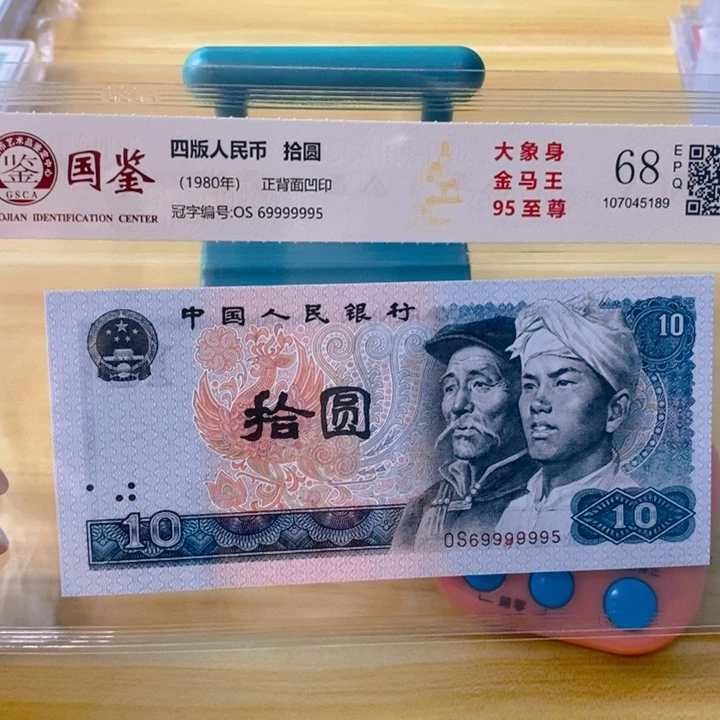 国鉴
GSCA
OJIAN IDENTIFICATION CENTER
四版人民币 拾圆
(1980年) 正背面凹印
冠字编号:OS 69999995
大象身
金马王
95至尊
68
EPQ
107045189
中国人民银行
10
拾圆
10
OS69999995
10